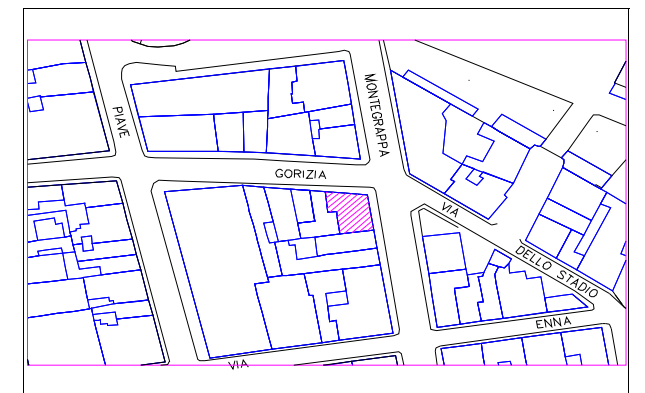 PIAVE
MONTEGRAPPA
GORIZIA
VIA
DELLO STADIO
ENNA
VIA